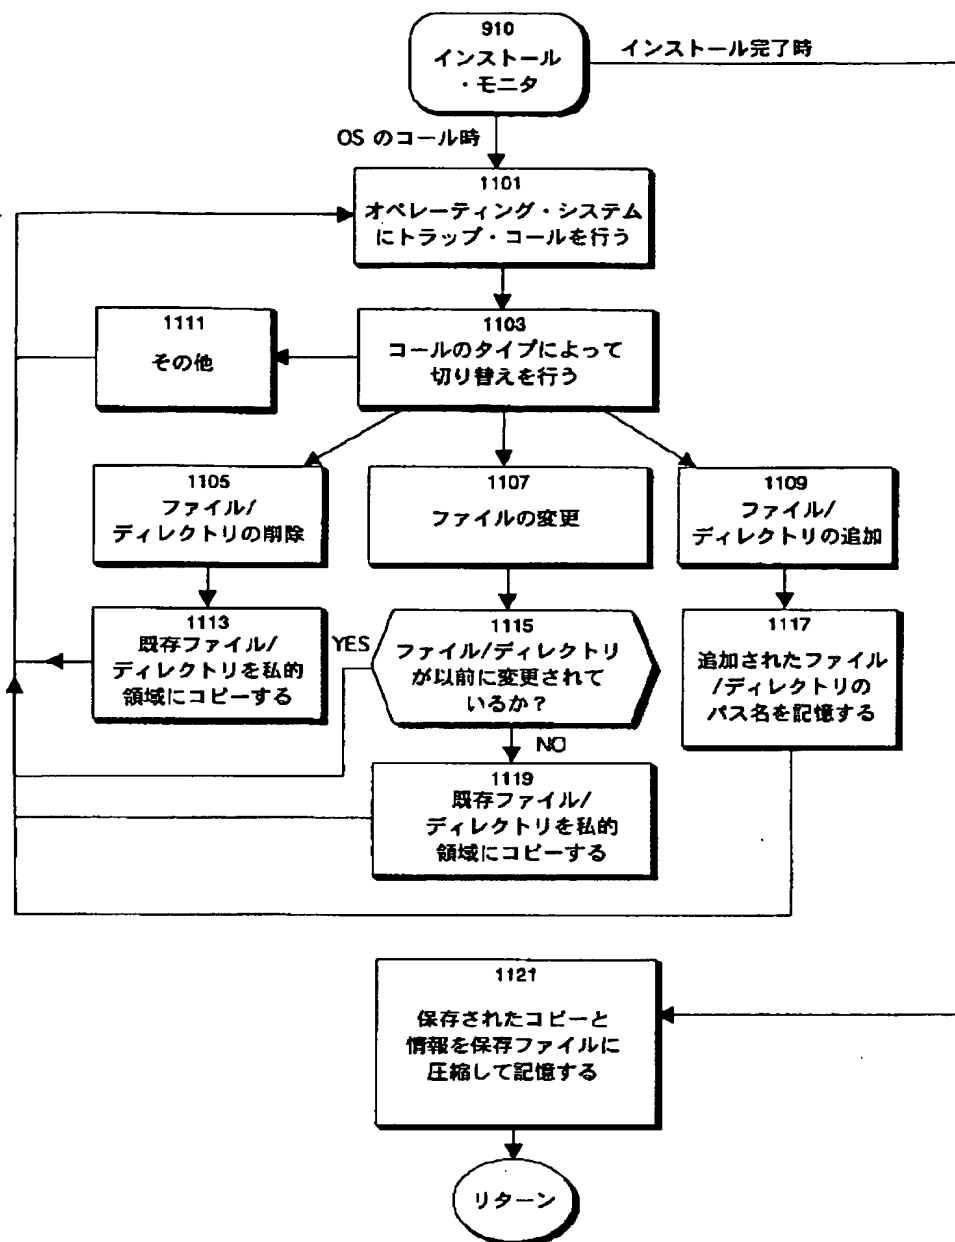 910
インストール
・モニタ
インストール完了時
OS のコール時
1101
オペレーティング・システム
にトラップ・コールを行う
1111
その他
1103
コールのタイプによって
切り替えを行う
1105
ファイル/
ディレクトリの削除
1107
ファイルの変更
1109
ファイル/
ディレクトリの追加
1113
既存ファイル/
ディレクトリを私的
領域にコピーする
YES
1115
ファイル/ディレクトリ
が以前に変更されて
いるか?
NO
1117
追加されたファイル
/ディレクトリの
パス名を記憶する
1119
既存ファイル/
ディレクトリを私的
領域にコピーする
1121
保存されたコピーと
情報を保存ファイルに
圧縮して記憶する
リターン